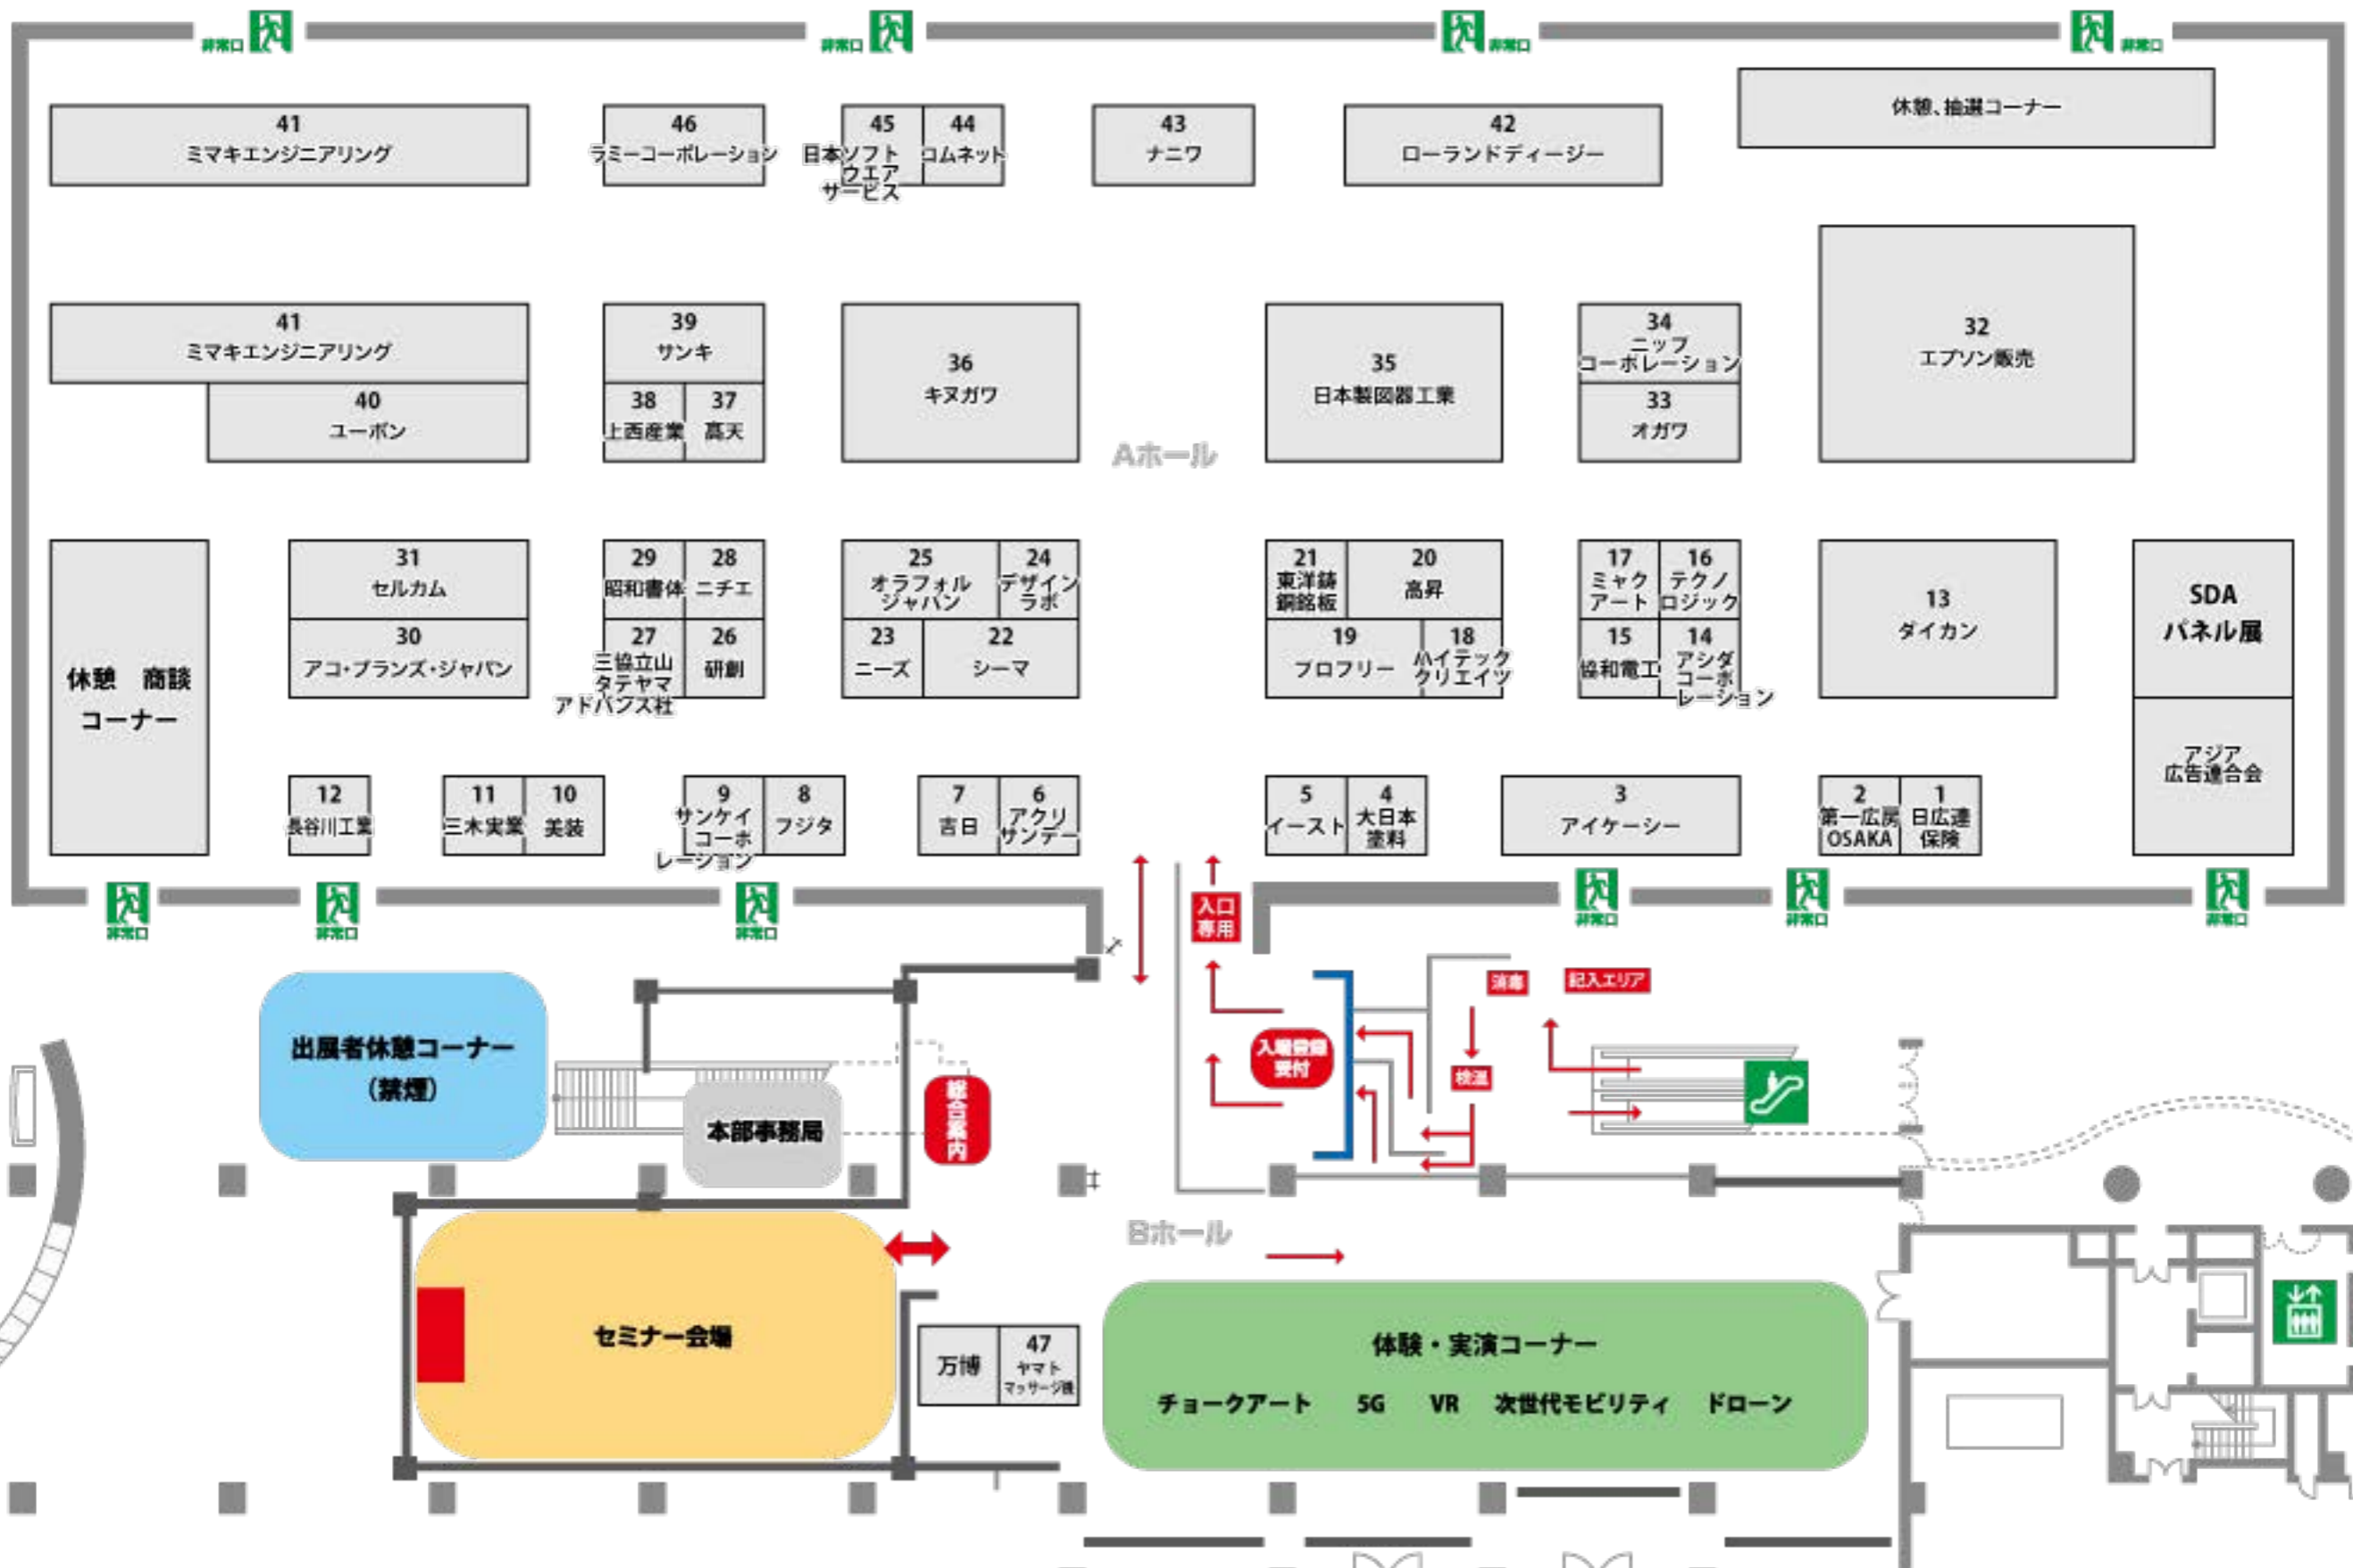 非常口
非常口
非常口
非常口
休憩、抽選コーナー
41
ミマキエンジニアリング
46
ラミーコーポレーション
45
日本ソフト
ウエア
サービス
44
コムネット
43
ナニワ
42
ローランドディージー
41
ミマキエンジニアリング
40
ユーボン
39
サンキ
38
上西産業
37
髙天
36
キヌガワ
35
日本製図器工業
34
ニップ
コーポレーション
33
オガワ
32
エプソン販売
Aホール
休憩 商談
コーナー
31
セルカム
30
アコ・ブランズ・ジャパン
29
昭和書体
28
ニチエ
27
三協立山
タテヤマ
アドバンス社
26
研創
25
オラフォル
ジャパン
24
デザイン
ラボ
23
ニーズ
22
シーマ
21
東洋鋳
銅銘板
20
高昇
19
プロフリー
18
ハイテック
クリエイツ
17
ミャク
アート
16
テクノ
ロジック
15
協和電工
14
アシダ
コーポ
レーション
13
ダイカン
SDA
パネル展
アジア
広告連合会
12
長谷川工業
11
三木実業
10
美装
9
サンケイ
コーポ
レーション
8
フジタ
7
吉日
6
アクリ
サンデー
5
イースト
4
大日本
塗料
3
アイケーシー
2
第一広房
OSAKA
1
日広連
保険
非常口
非常口
非常口
入口
専用
非常口
非常口
非常口
出展者休憩コーナー
(禁煙)
本部事務局
総合案内
入場登録
受付
消毒
記入エリア
検温
Bホール
セミナー会場
万博
47
ヤマト
マッサージ機
体験・実演コーナー
チョークアート 5G VR 次世代モビリティ ドローン